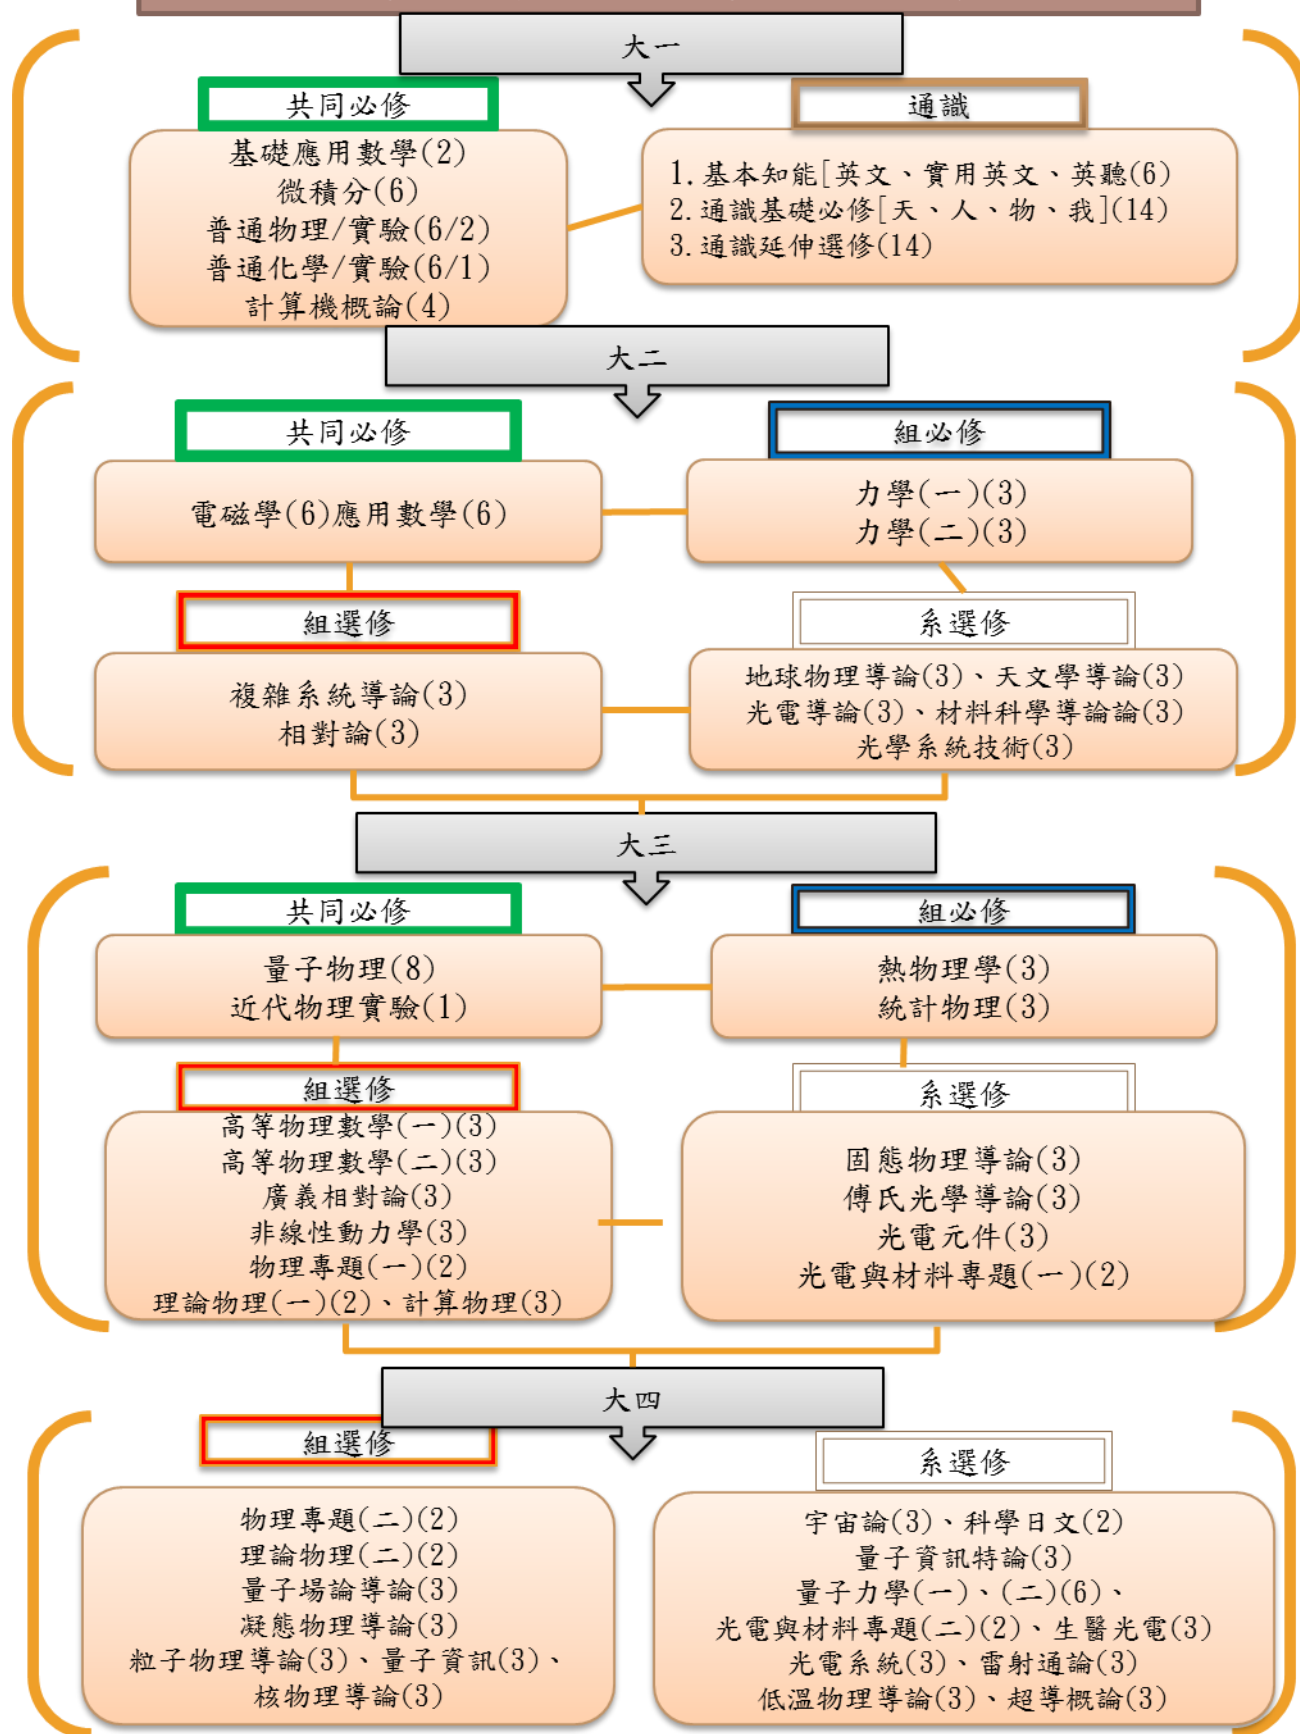 大一
共同必修
基礎應用數學(2)
微積分(6)
普通物理/實驗(6/2)
普通化學/實驗(6/1)
計算機概論(4)
通識
1.基本知能[英文、實用英文、英聽(6)
2.通識基礎必修[天、人、物、我](14)
3.通識延伸選修(14)
大二
共同必修
電磁學(6)應用數學(6)
組必修
力學(一)(3)
力學(二)(3)
組選修
複雜系統導論(3)
相對論(3)
系選修
地球物理導論(3)、天文學導論(3)
光電導論(3)、材料科學導論論(3)
光學系統技術(3)
大三
共同必修
量子物理(8)
近代物理實驗(1)
組必修
熱物理學(3)
統計物理(3)
組選修
高等物理數學(一)(3)
高等物理數學(二)(3)
廣義相對論(3)
非線性動力學(3)
物理專題(一)(2)
理論物理(一)(2)、計算物理(3)
系選修
固態物理導論(3)
傅氏光學導論(3)
光電元件(3)
光電與材料專題(一)(2)
大四
組選修
物理專題(二)(2)
理論物理(二)(2)
量子場論導論(3)
凝態物理導論(3)
粒子物理導論(3)、量子資訊(3)、
核物理導論(3)
系選修
宇宙論(3)、科學日文(2)
量子資訊特論(3)
量子力學(一)、(二)(6)、
光電與材料專題(二)(2)、生醫光電(3)
光電系統(3)、雷射通論(3)
低溫物理導論(3)、超導概論(3)